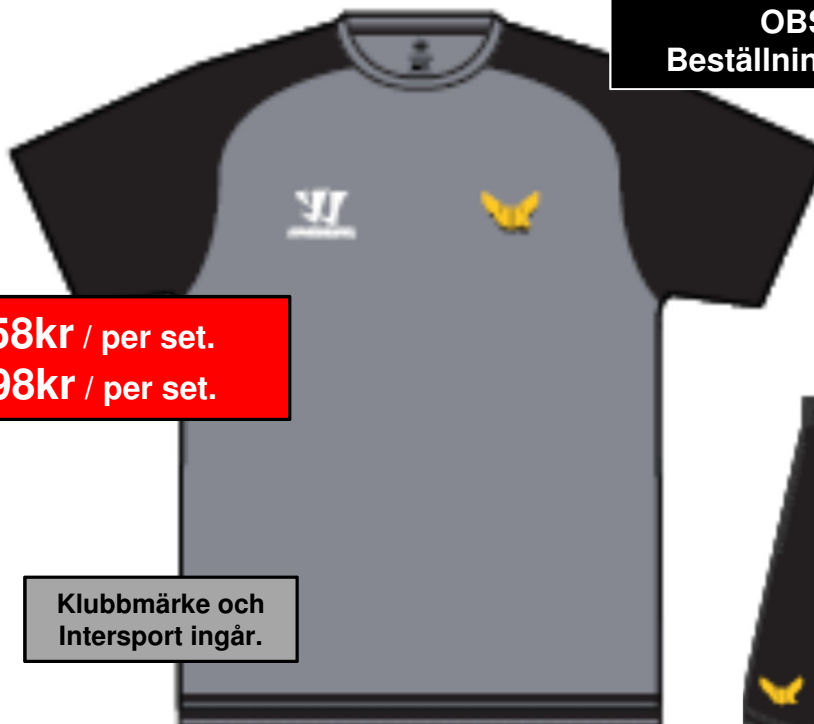 OBS
Beställnin
58kr / per set.
98kr / per set.
Klubbmärke och
Intersport ingår.